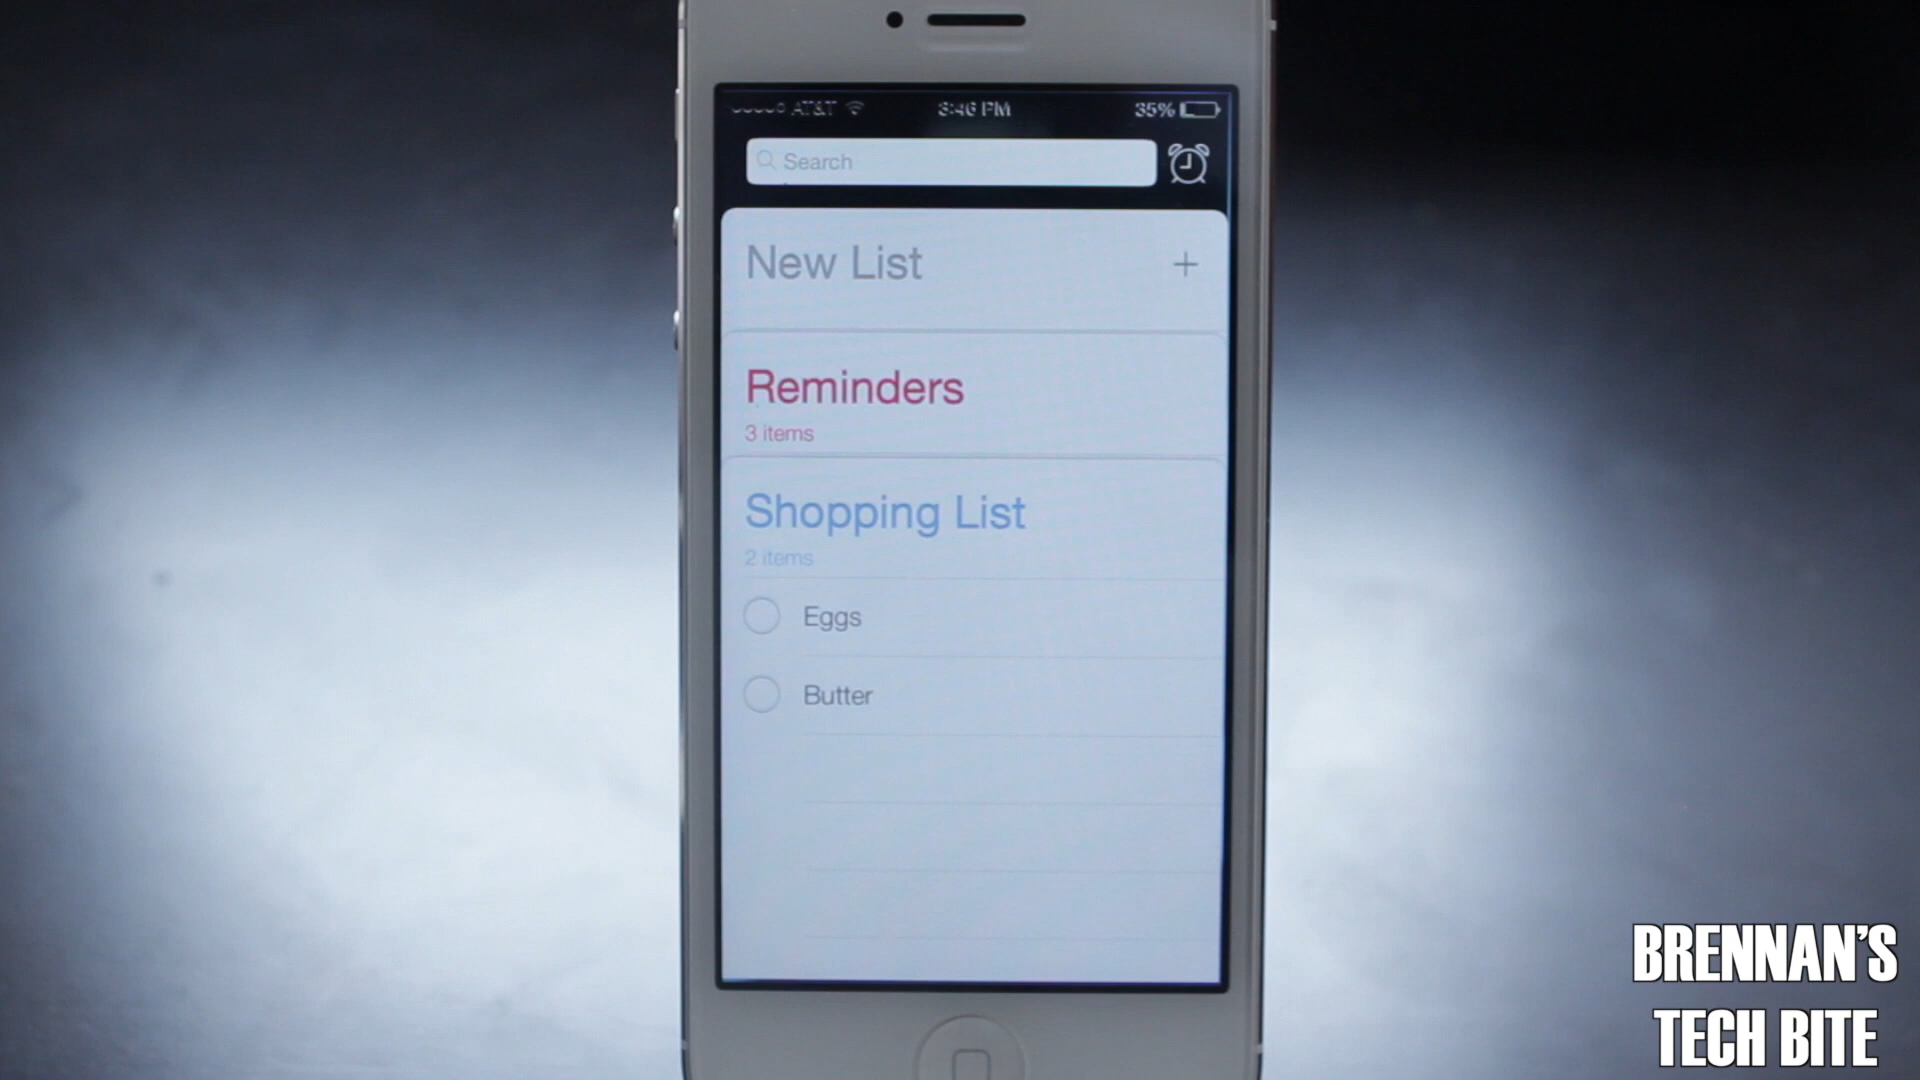 AT&T 3:46 PM 35%
Search
New List +
Reminders
3 items
Shopping List
2 items
Eggs
Butter
BRENNAN'S
TECH BITE